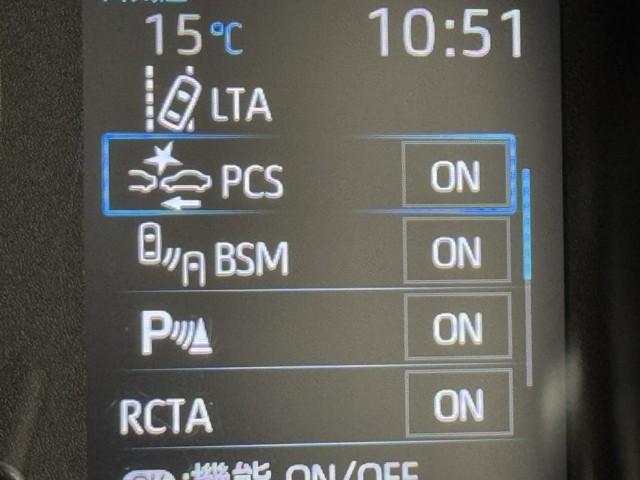 15℃ 10:51
LTA
PCS ON
BSM ON
P ON
RCTA ON
:機能 ON/OFF